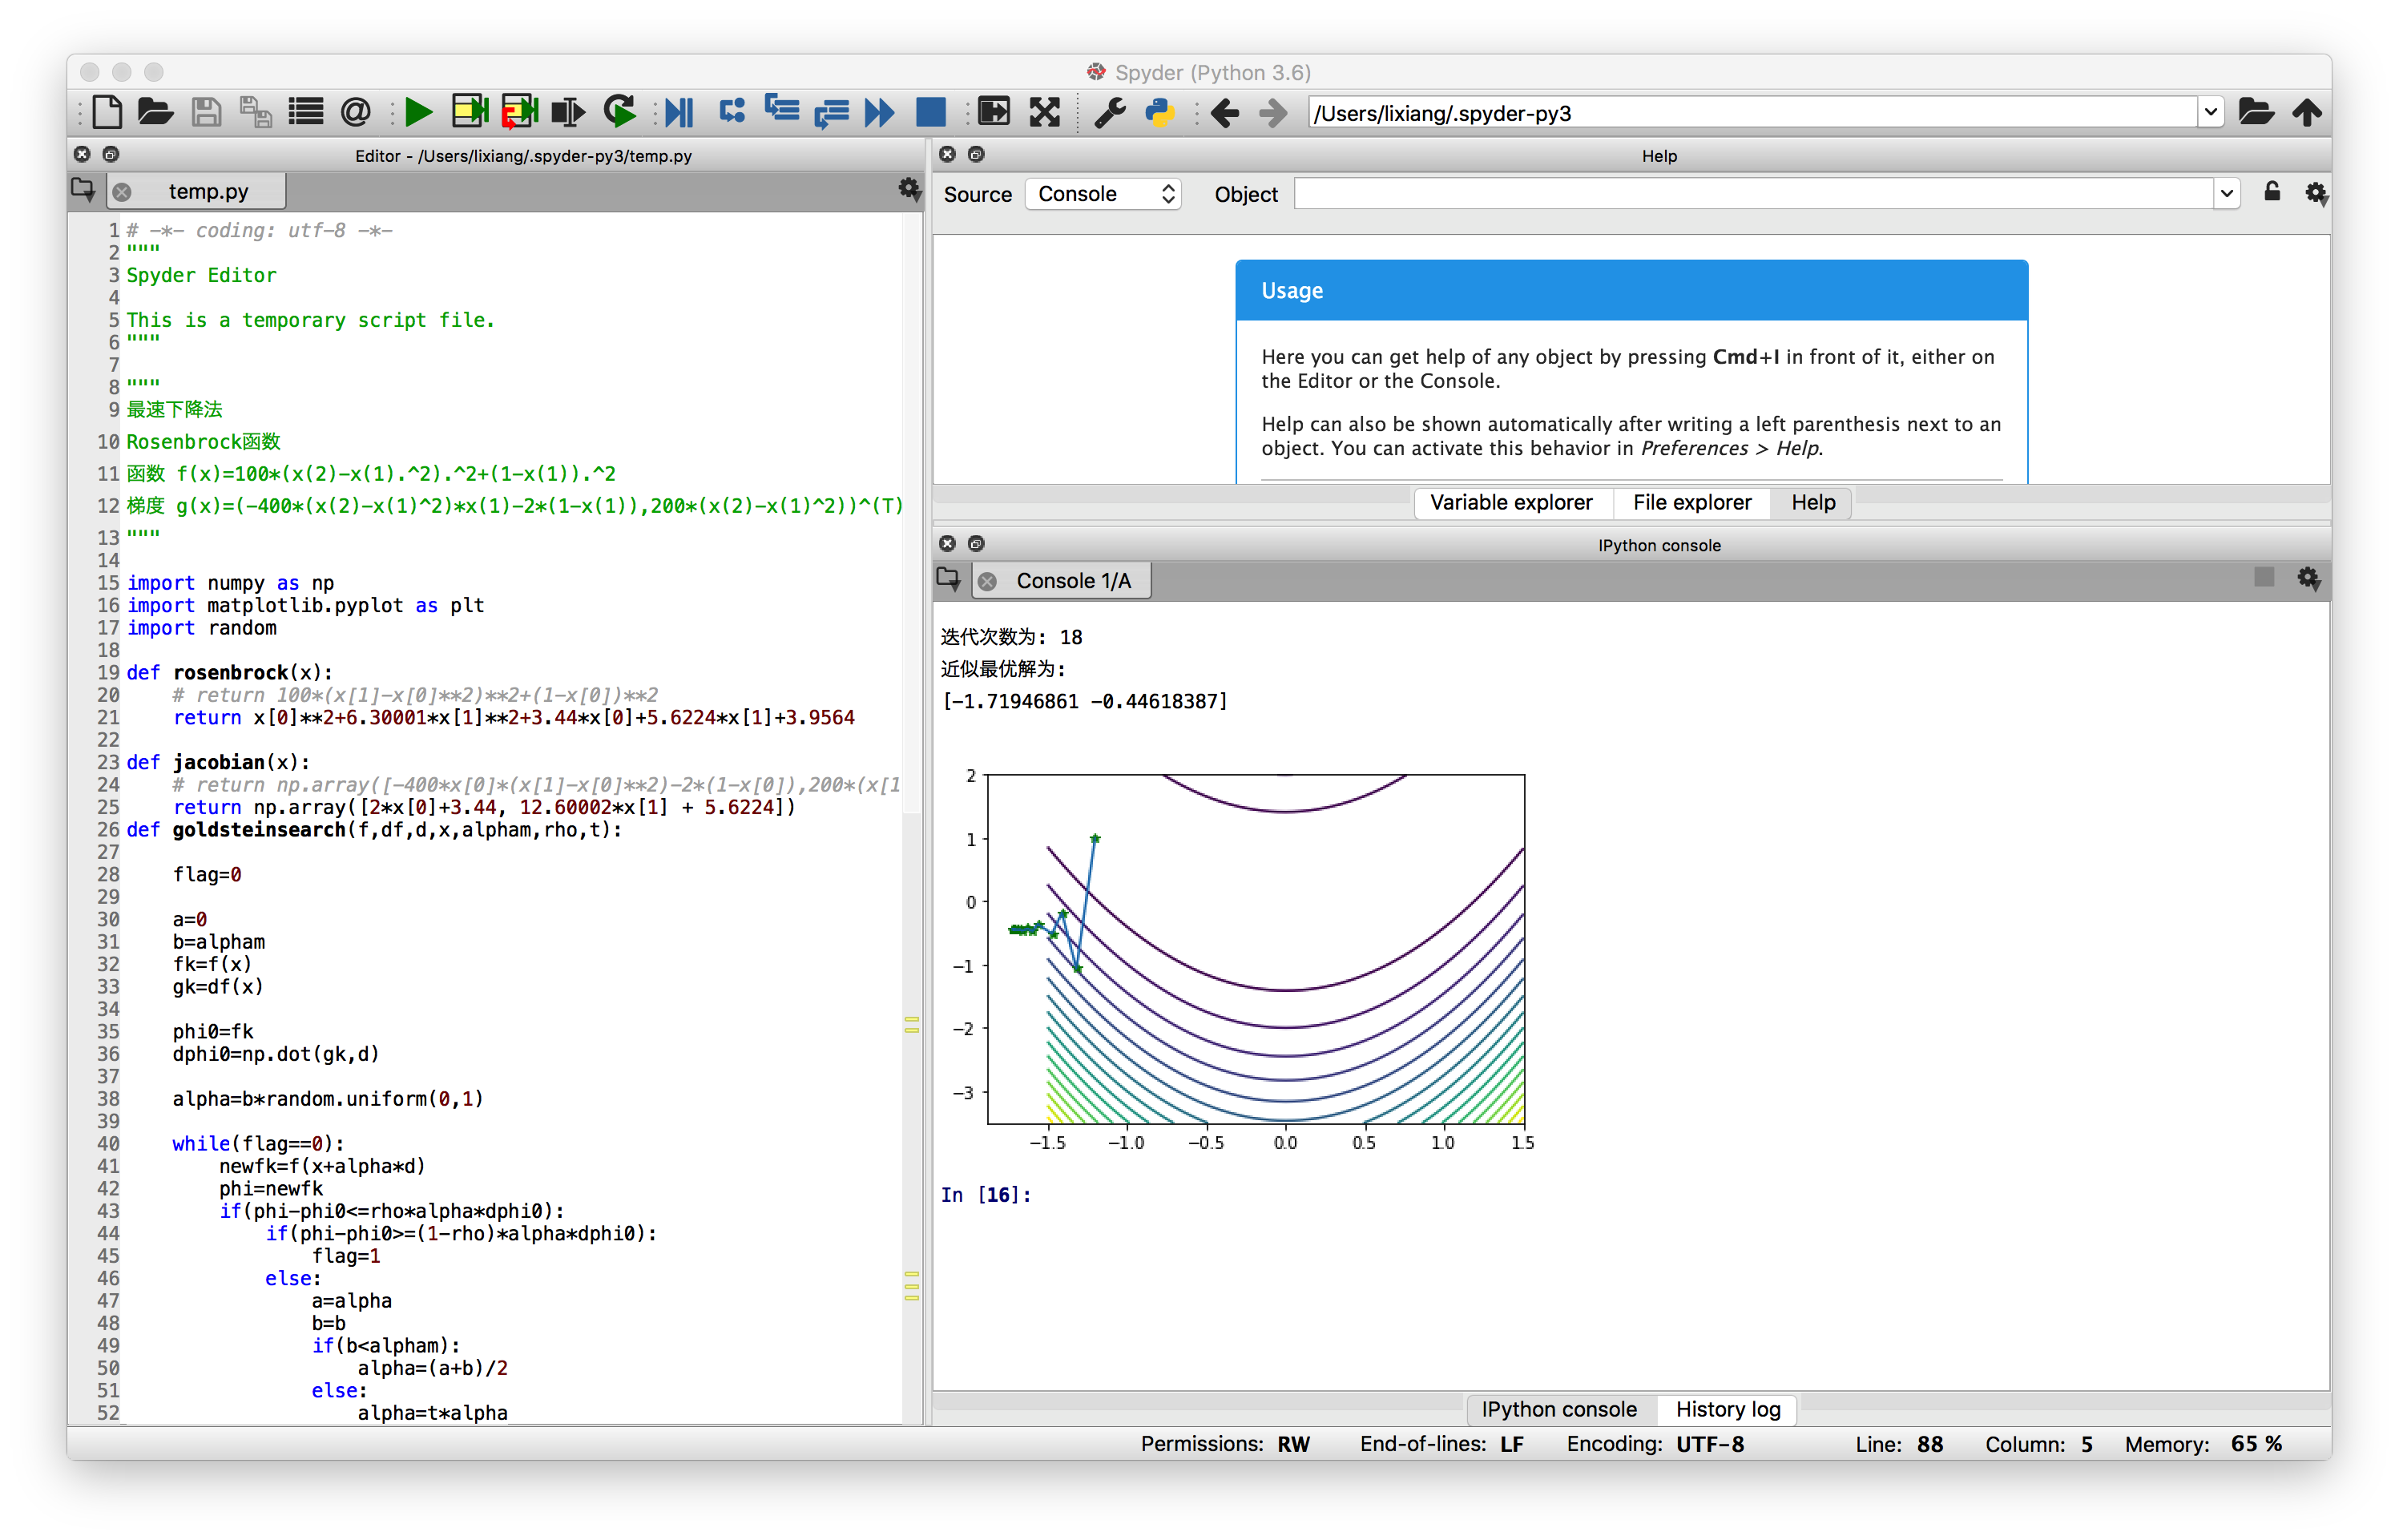 Spyder (Python 3.6)
/Users/lixiang/.spyder-py3
Editor - /Users/lixiang/.spyder-py3/temp.py
temp.py
1 # -*- coding: utf-8 -*-
2 """
3 Spyder Editor
4
5 This is a temporary script file.
6 """
7
8 """
9 最速下降法
10 Rosenbrock函数
11 函数 f(x)=100*(x(2)-x(1).^2).^2+(1-x(1)).^2
12 梯度 g(x)=(-400*(x(2)-x(1)^2)*x(1)-2*(1-x(1)),200*(x(2)-x(1)^2))^(T)
13 """
14
15 import numpy as np
16 import matplotlib.pyplot as plt
17 import random
18
19 def rosenbrock(x):
20     # return 100*(x[1]-x[0]**2)**2+(1-x[0])**2
21     return x[0]**2+6.30001*x[1]**2+3.44*x[0]+5.6224*x[1]+3.9564
22
23 def jacobian(x):
24     # return np.array([-400*x[0]*(x[1]-x[0]**2)-2*(1-x[0]),200*(x[1
25     return np.array([2*x[0]+3.44, 12.60002*x[1] + 5.6224])
26 def goldsteinsearch(f,df,d,x,alpham,rho,t):
27
28     flag=0
29
30     a=0
31     b=alpham
32     fk=f(x)
33     gk=df(x)
34
35     phi0=fk
36     dphi0=np.dot(gk,d)
37
38     alpha=b*random.uniform(0,1)
39
40     while(flag==0):
41         newfk=f(x+alpha*d)
42         phi=newfk
43         if(phi-phi0<=rho*alpha*dphi0):
44             if(phi-phi0>=(1-rho)*alpha*dphi0):
45                 flag=1
46             else:
47                 a=alpha
48                 b=b
49                 if(b<alpham):
50                     alpha=(a+b)/2
51                 else:
52                     alpha=t*alpha
Help
Source Console Object
Usage
Here you can get help of any object by pressing Cmd+I in front of it, either on
the Editor or the Console.
Help can also be shown automatically after writing a left parenthesis next to an
object. You can activate this behavior in Preferences > Help.
Variable explorer File explorer Help
IPython console
Console 1/A
迭代次数为: 18
近似最优解为:
[-1.71946861 -0.44618387]
2
1
0
−1
−2
−3
−1.5 −1.0 −0.5 0.0 0.5 1.0 1.5
In [16]:
IPython console History log
Permissions: RW End-of-lines: LF Encoding: UTF-8 Line: 88 Column: 5 Memory: 65 %